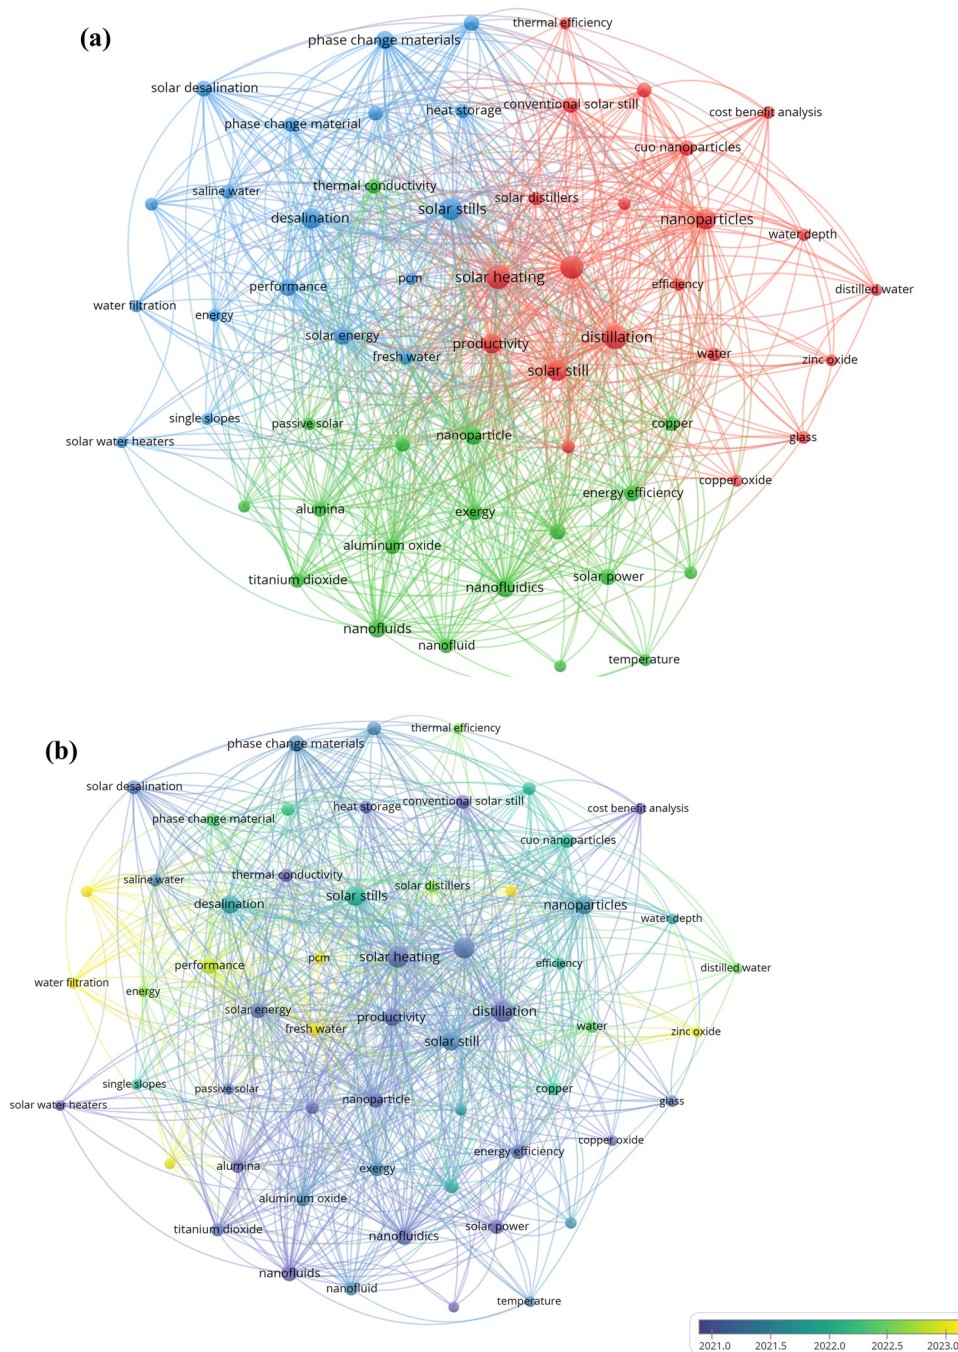 (a)
thermal efficiency
phase change materials
solar desalination
conventional solar still
heat storage
cost benefit analysis
phase change material
cuo nanoparticles
thermal conductivity
saline water
solar distillers
solar stills
desalination
nanoparticles
water depth
pcm
solar heating
efficiency
performance
distilled water
water filtration
energy
solar energy
distillation
productivity
fresh water
water
zinc oxide
solar still
single slopes
passive solar
copper
solar water heaters
nanoparticle
glass
copper oxide
energy efficiency
alumina
exergy
aluminum oxide
titanium dioxide
solar power
nanofluidics
nanofluids
nanofluid
temperature
(b)
thermal efficiency
phase change materials
solar desalination
conventional solar still
heat storage
cost benefit analysis
phase change material
cuo nanoparticles
thermal conductivity
saline water
solar distillers
solar stills
desalination
nanoparticles
water depth
pcm
solar heating
efficiency
performance
distilled water
water filtration
energy
solar energy
distillation
productivity
fresh water
water
zinc oxide
solar still
single slopes
passive solar
copper
solar water heaters
nanoparticle
glass
copper oxide
energy efficiency
alumina
exergy
aluminum oxide
titanium dioxide
solar power
nanofluidics
nanofluids
nanofluid
temperature
2021.0 2021.5 2022.0 2022.5 2023.0